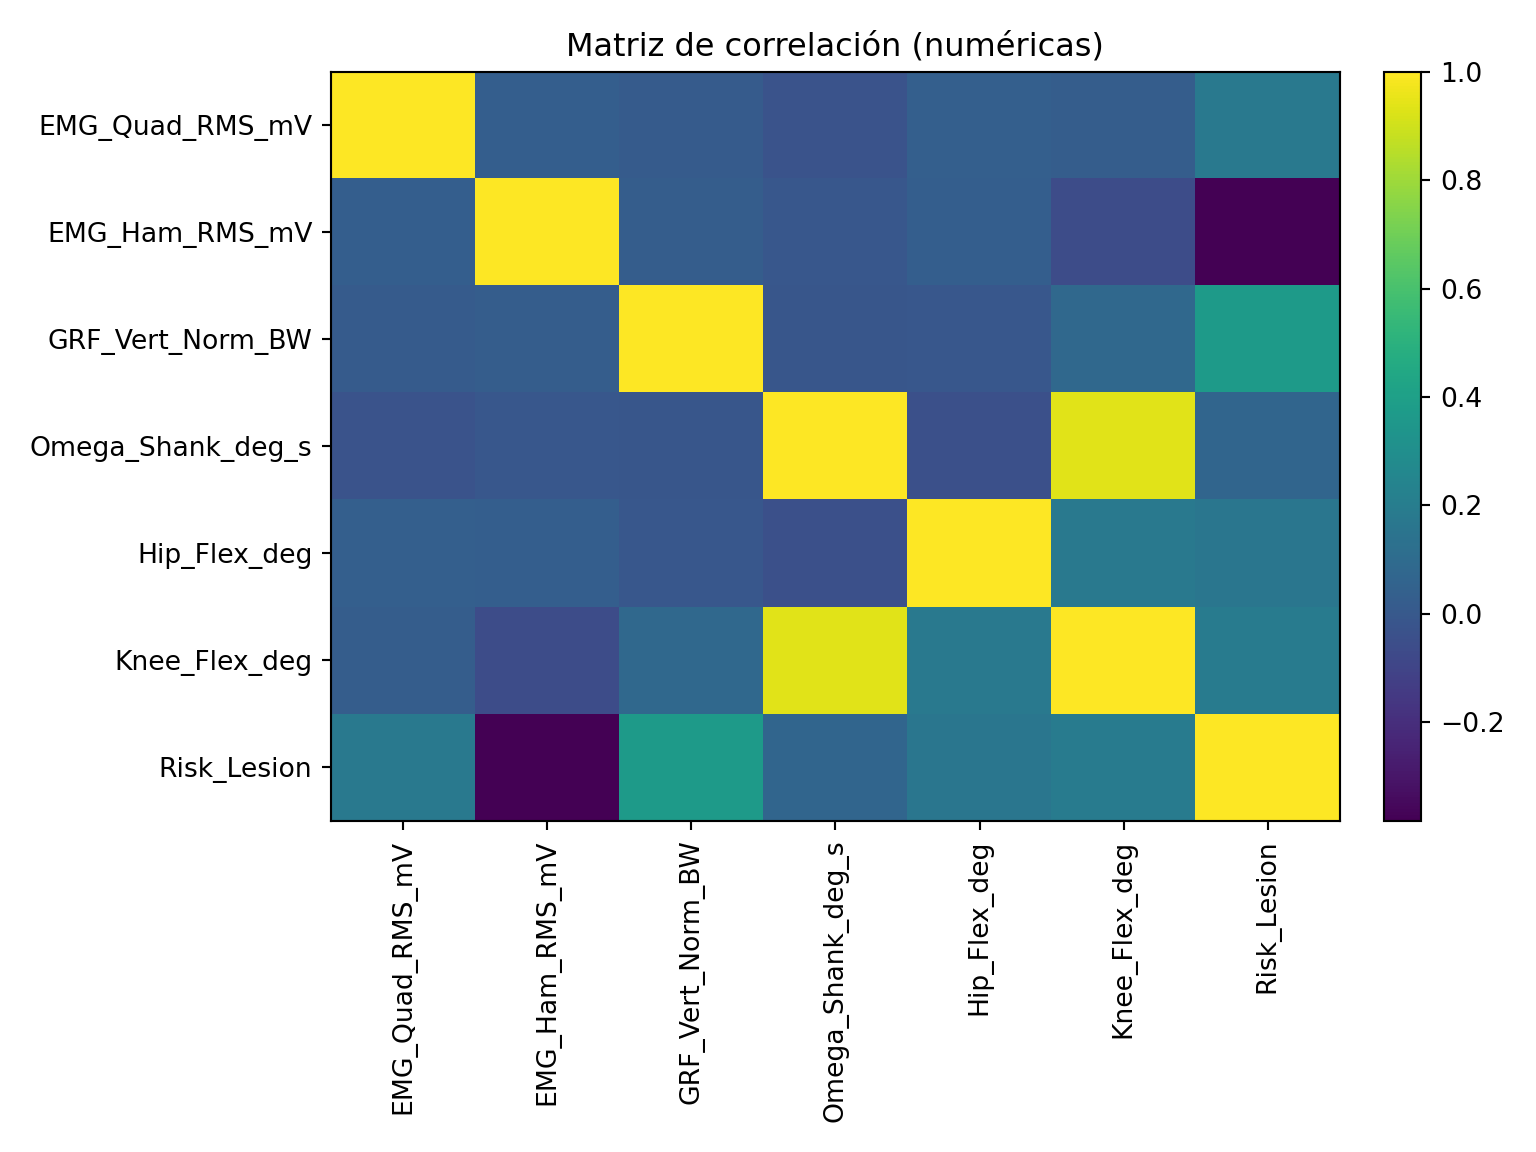 Matriz de correlación (numéricas)
EMG_Quad_RMS_mV
EMG_Ham_RMS_mV
GRF_Vert_Norm_BW
Omega_Shank_deg_s
Hip_Flex_deg
Knee_Flex_deg
Risk_Lesion
EMG_Quad_RMS_mV
EMG_Ham_RMS_mV
GRF_Vert_Norm_BW
Omega_Shank_deg_s
Hip_Flex_deg
Knee_Flex_deg
Risk_Lesion
1.0
0.8
0.6
0.4
0.2
0.0
−0.2